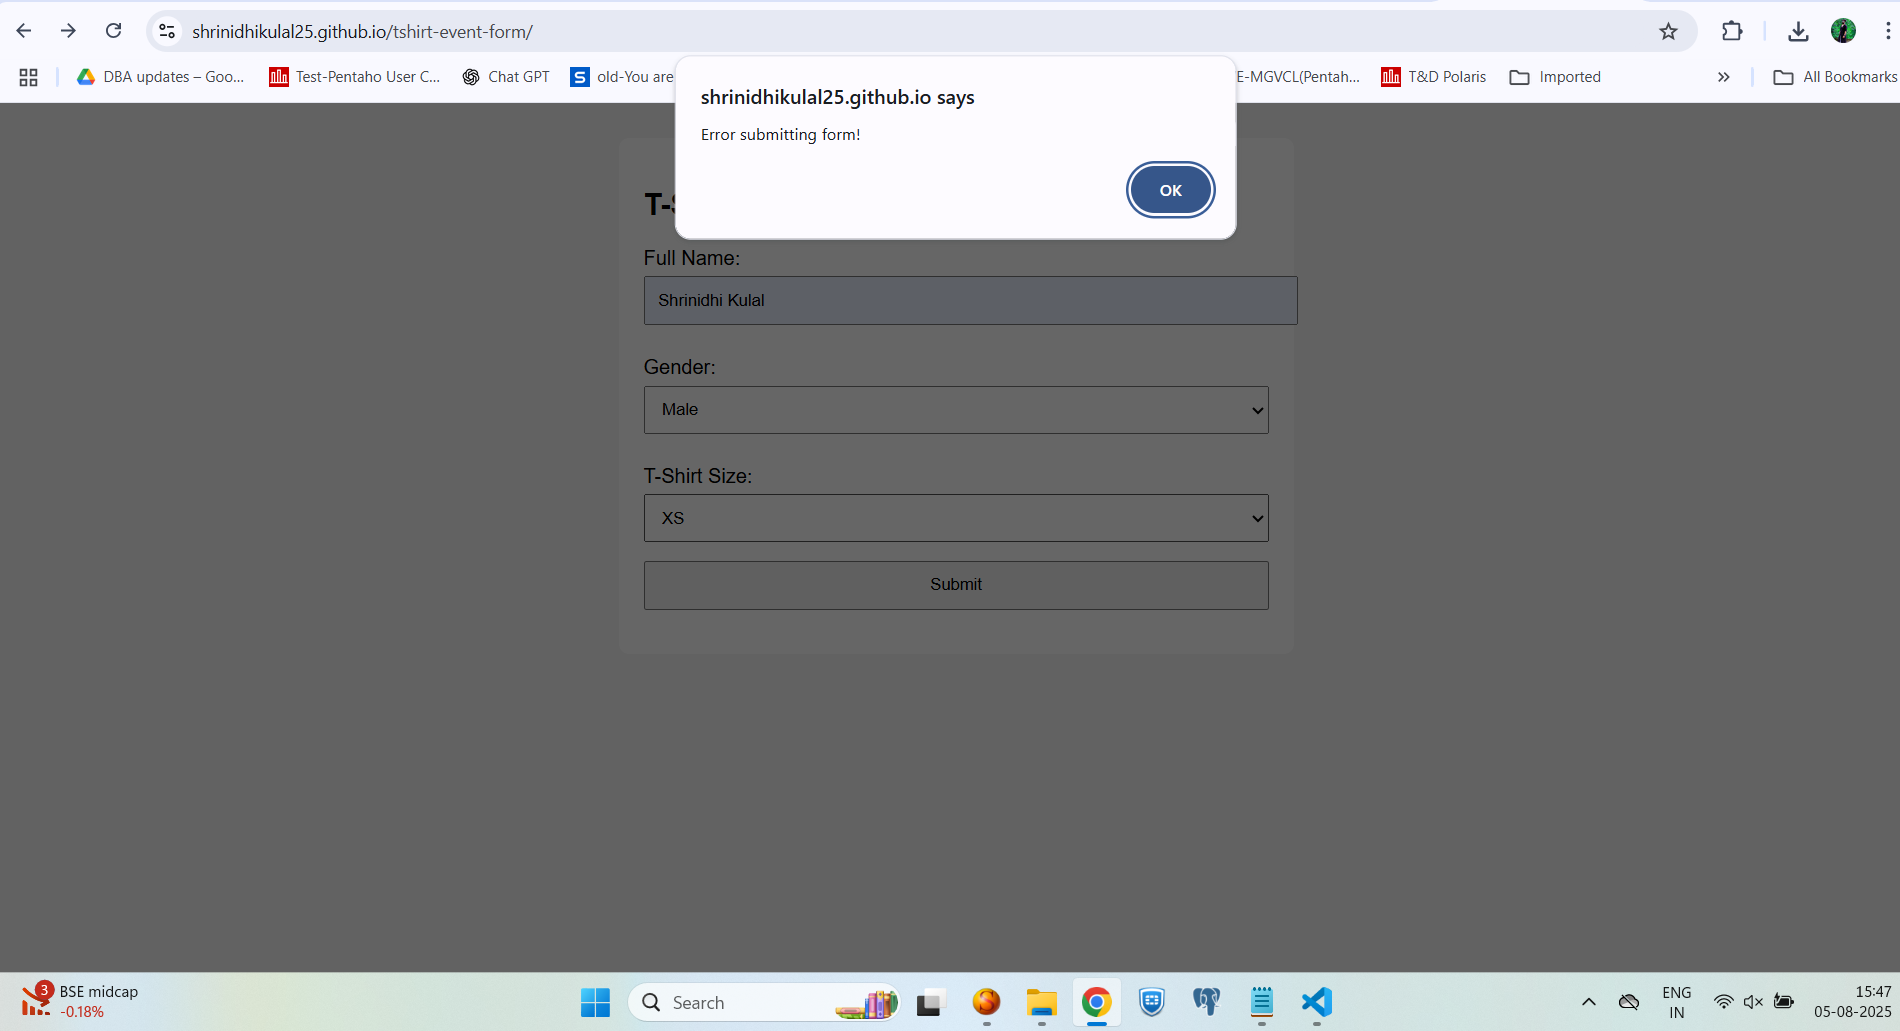 shrinidhikulal25.github.io/tshirt-event-form/
DBA updates – Goo...
Test-Pentaho User C...
Chat GPT
old-You are
E-MGVCL(Pentah...
T&D Polaris
Imported
All Bookmarks
shrinidhikulal25.github.io says
Error submitting form!
OK
T-
Full Name:
Shrinidhi Kulal
Gender:
Male
T-Shirt Size:
XS
Submit
3
BSE midcap
-0.18%
Search
ENG
IN
15:47
05-08-2025